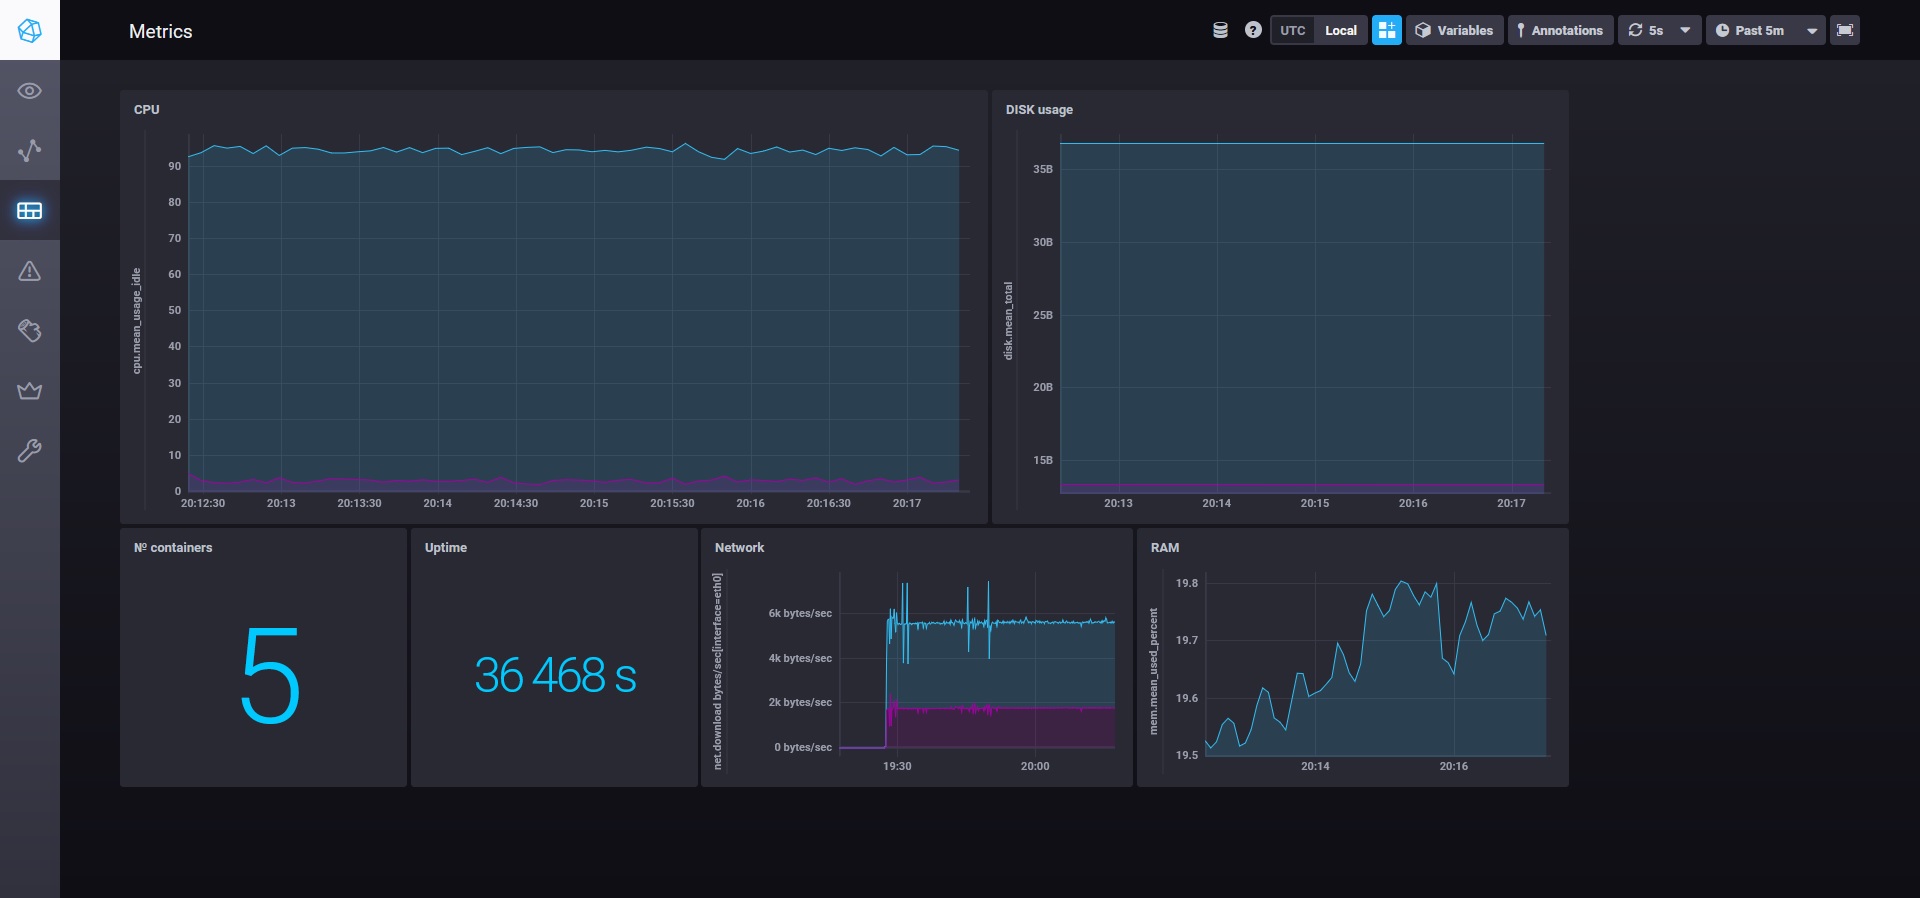 Metrics
UTC Local Variables Annotations 5s Past 5m
CPU
cpu.mean_usage_idle
90
80
70
60
50
40
30
20
10
0
20:12:30 20:13 20:13:30 20:14 20:14:30 20:15 20:15:30 20:16 20:16:30 20:17
DISK usage
disk.mean_total
35B
30B
25B
20B
15B
20:13 20:14 20:15 20:16 20:17
№ containers
5
Uptime
36 468 s
Network
net.download bytes/sec[interface=eth0]
6k bytes/sec
4k bytes/sec
2k bytes/sec
0 bytes/sec
19:30 20:00
RAM
mem.mean_used_percent
19.8
19.7
19.6
19.5
20:14 20:16